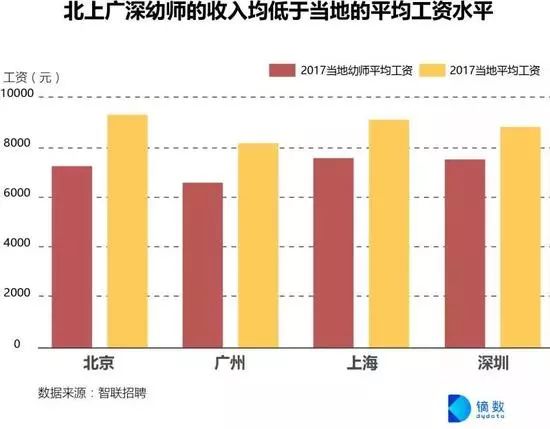 北上广深幼师的收入均低于当地的平均工资水平
工资（元）
2017当地幼师平均工资 2017当地平均工资
10000
8000
6000
4000
2000
0
北京 广州 上海 深圳
数据来源：智联招聘
镝数
dydata